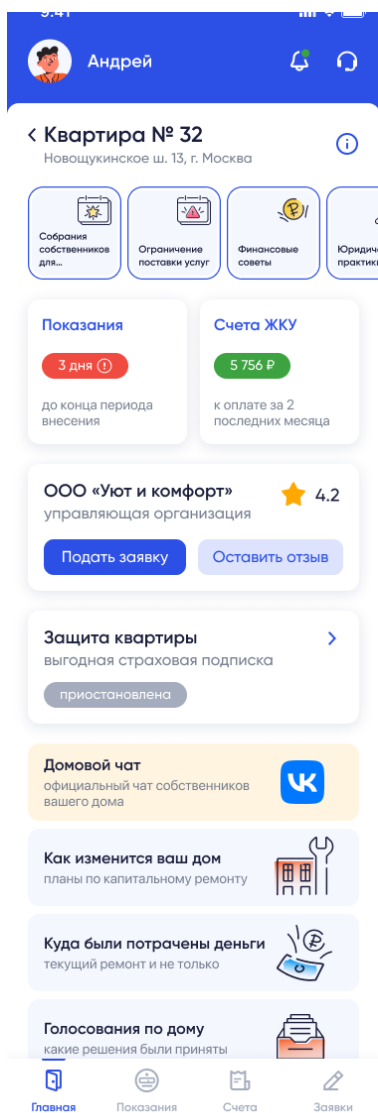 9:41
Андрей
Квартира № 32
Новощукинское ш. 13, г. Москва
Собрания
собственников
для...
Ограничение
поставки услуг
Финансовые
советы
Показания
3 дня
до конца периода
внесения
Счета ЖКУ
5 756 ₽
к оплате за 2
последних месяца
ООО «Уют и комфорт»
4.2
управляющая организация
Подать заявку
Оставить отзыв
Защита квартиры
выгодная страховая подписка
приостановлена
Домовой чат
официальный чат собственников
вашего дома
Как изменится ваш дом
планы по капитальному ремонту
Куда были потрачены деньги
текущий ремонт и не только
Голосования по дому
какие решения были приняты
Главная
Показания
Счета
Заявки